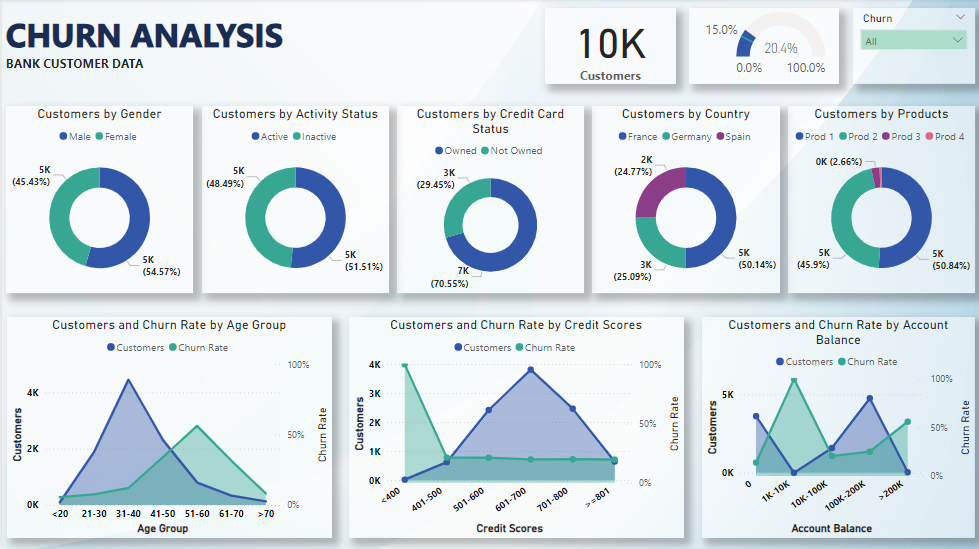 CHURN ANALYSIS
BANK CUSTOMER DATA
10K
Customers
15.0%
20.4%
0.0% 100.0%
Churn
All
Customers by Gender
Male Female
5K
(45.43%)
5K
(54.57%)
Customers by Activity Status
Active Inactive
5K
(48.49%)
5K
(51.51%)
Customers by Credit Card
Status
Owned Not Owned
3K
(29.45%)
7K
(70.55%)
Customers by Country
France Germany Spain
2K
(24.77%)
3K
(25.09%)
5K
(50.14%)
Customers by Products
Prod 1 Prod 2 Prod 3 Prod 4
0K (2.66%)
5K
(45.9%)
5K
(50.84%)
Customers and Churn Rate by Age Group
Customers Churn Rate
100%
4K
50%
2K
0K
0%
Customers
Churn Rate
<20 21-30 31-40 41-50 51-60 61-70 >70
Age Group
Customers and Churn Rate by Credit Scores
Customers Churn Rate
4K 100%
3K
2K 50%
1K
0K 0%
Customers
Churn Rate
<400 401-500 501-600 601-700 701-800 >=801
Credit Scores
Customers and Churn Rate by Account
Balance
Customers Churn Rate
100%
5K
50%
0K 0%
Customers
Churn Rate
0 1K-10K 10K-100K 100K-200K >200K
Account Balance